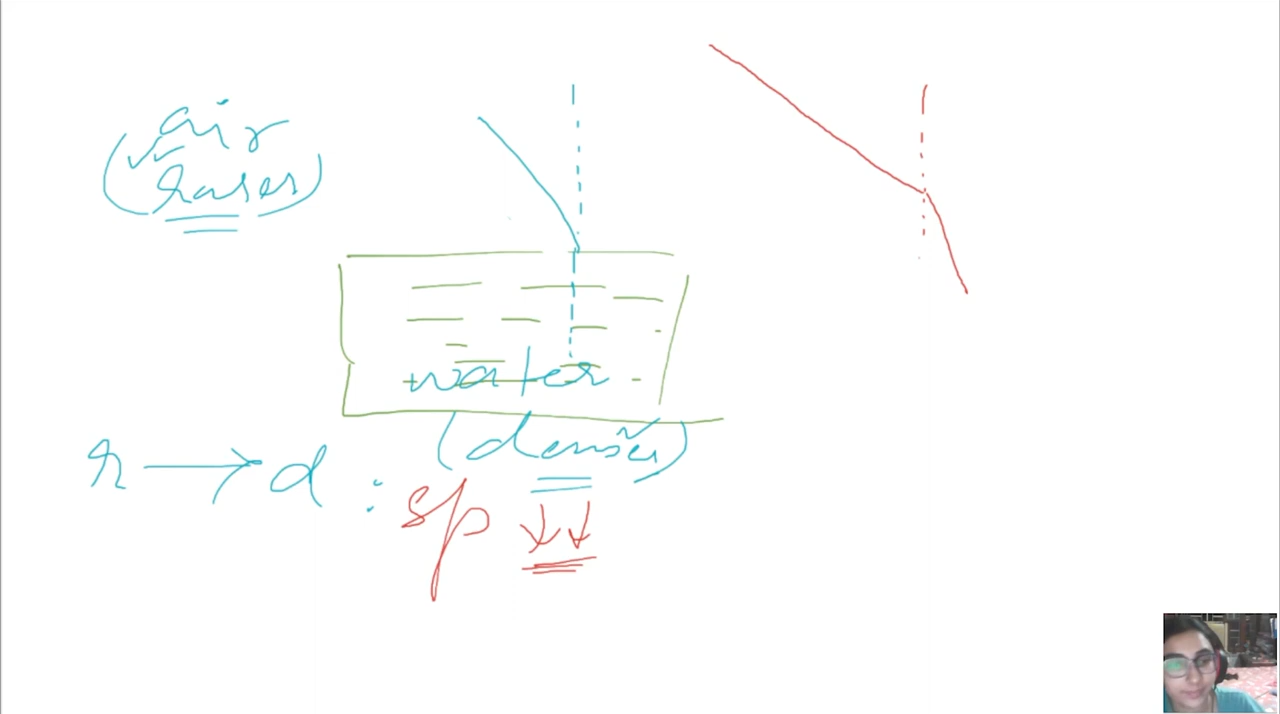 air
(rarer)
water
(denser)
r → d : sp ↓↓